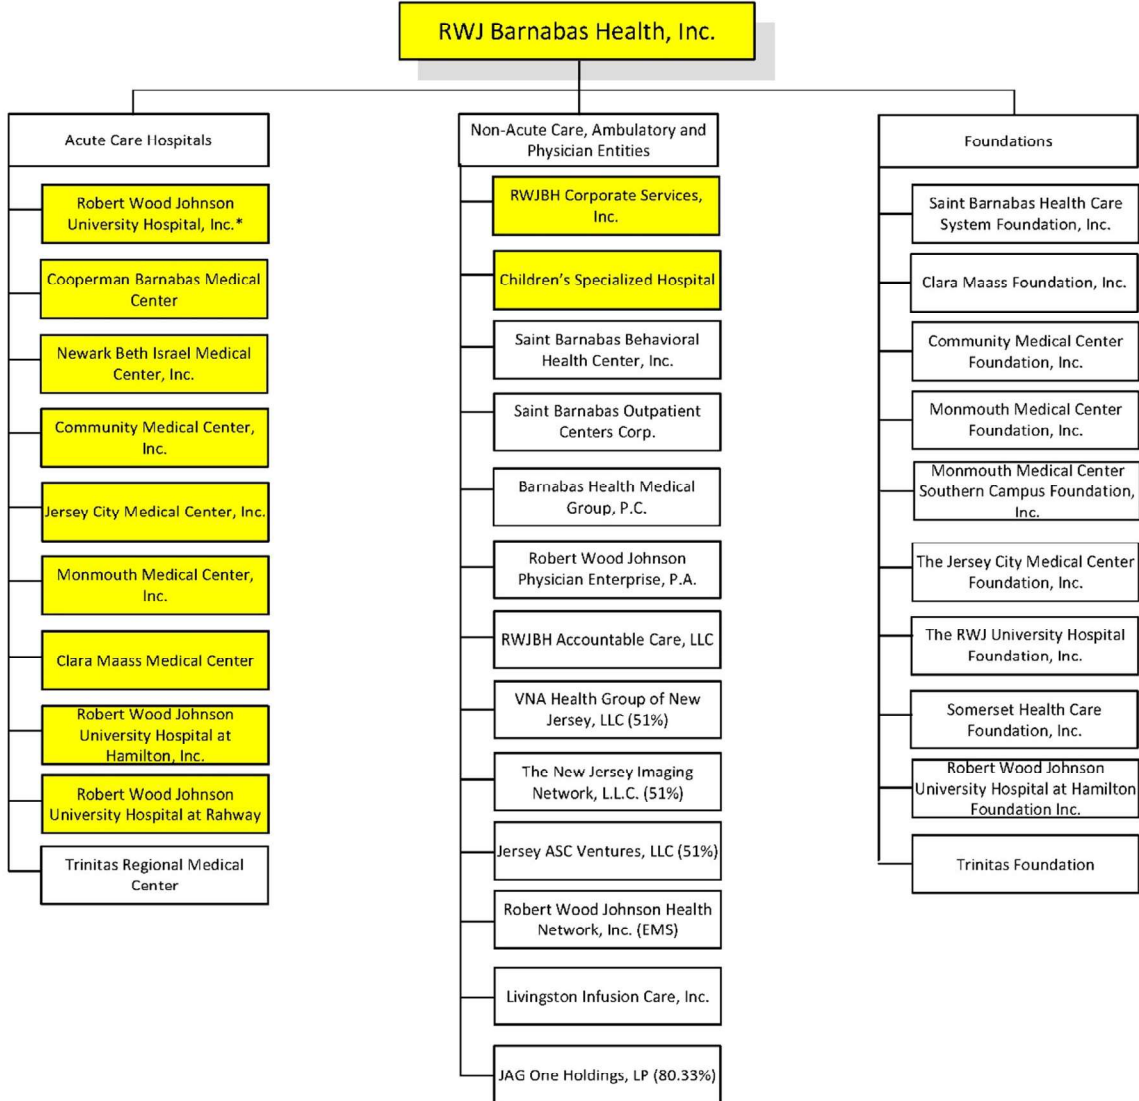 RWJ Barnabas Health, Inc.
Acute Care Hospitals
Robert Wood Johnson
University Hospital, Inc.*
Cooperman Barnabas Medical
Center
Newark Beth Israel Medical
Center, Inc.
Community Medical Center,
Inc.
Jersey City Medical Center, Inc.
Monmouth Medical Center,
Inc.
Clara Maass Medical Center
Robert Wood Johnson
University Hospital at
Hamilton, Inc.
Robert Wood Johnson
University Hospital at Rahway
Trinitas Regional Medical
Center
Non-Acute Care, Ambulatory and
Physician Entities
RWJBH Corporate Services,
Inc.
Children's Specialized Hospital
Saint Barnabas Behavioral
Health Center, Inc.
Saint Barnabas Outpatient
Centers Corp.
Barnabas Health Medical
Group, P.C.
Robert Wood Johnson
Physician Enterprise, P.A.
RWJBH Accountable Care, LLC
VNA Health Group of New
Jersey, LLC (51%)
The New Jersey Imaging
Network, L.L.C. (51%)
Jersey ASC Ventures, LLC (51%)
Robert Wood Johnson Health
Network, Inc. (EMS)
Livingston Infusion Care, Inc.
JAG One Holdings, LP (80.33%)
Foundations
Saint Barnabas Health Care
System Foundation, Inc.
Clara Maass Foundation, Inc.
Community Medical Center
Foundation, Inc.
Monmouth Medical Center
Foundation, Inc.
Monmouth Medical Center
Southern Campus Foundation,
Inc.
The Jersey City Medical Center
Foundation, Inc.
The RWJ University Hospital
Foundation, Inc.
Somerset Health Care
Foundation, Inc.
Robert Wood Johnson
University Hospital at Hamilton
Foundation Inc.
Trinitas Foundation